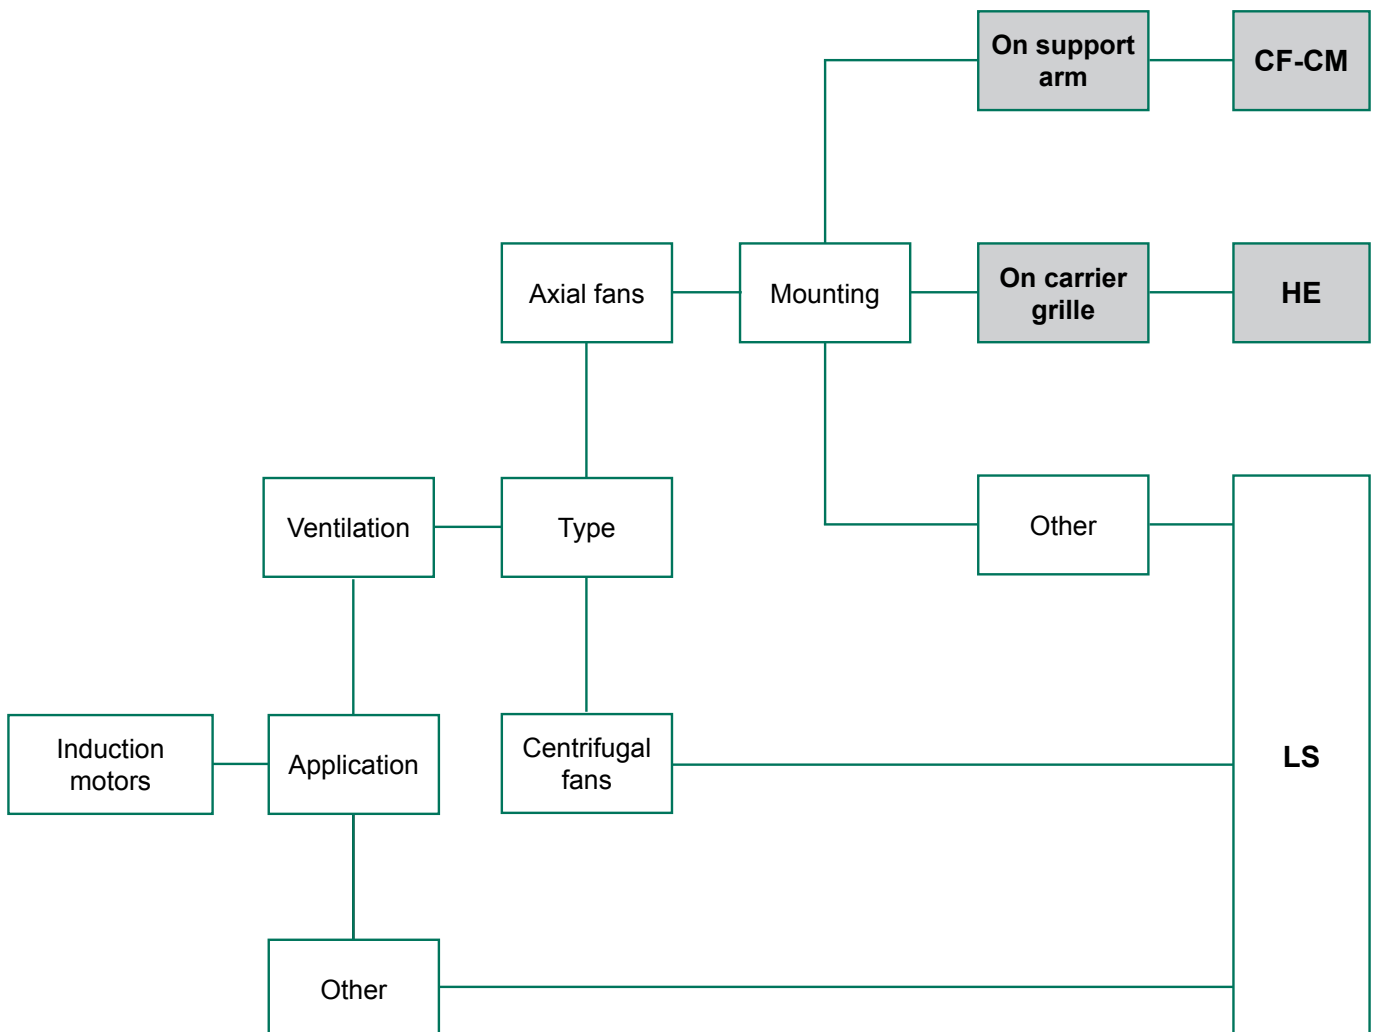 On support
arm
CF-CM
Axial fans
Mounting
On carrier
grille
HE
Ventilation
Type
Other
Induction
motors
Application
Centrifugal
fans
LS
Other